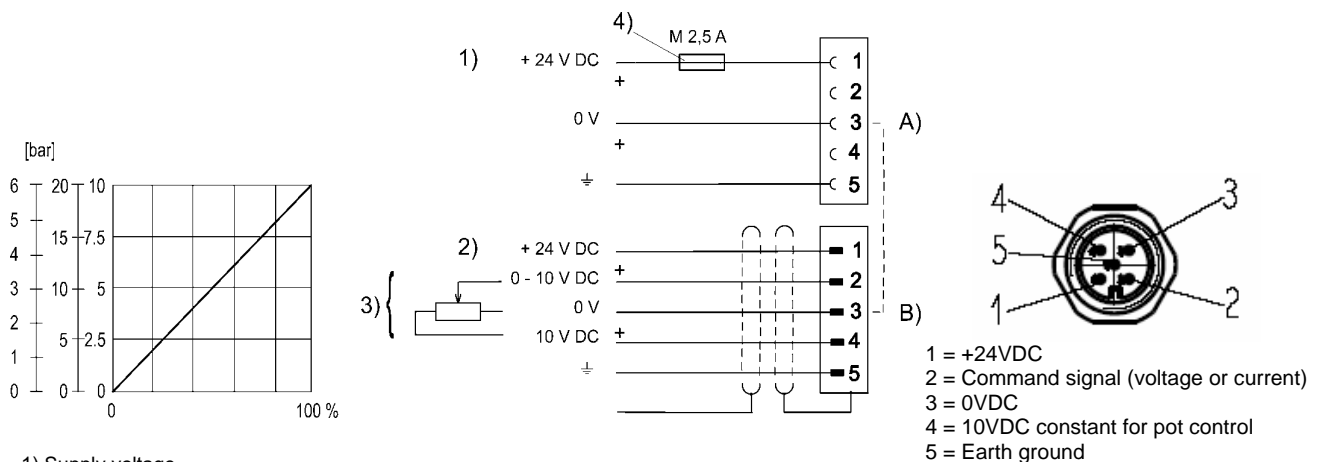 [bar]
6 20 10
5
15 7.5
4
3 10 5
2
5 2.5
1
0 0 0
0 100 %
4)
M 2,5 A
1) + 24 V DC 1
+ 2
0 V 3 A)
+ 4
5
2) + 24 V DC 1
0 - 10 V DC + 2
3) 0 V 3 B)
10 V DC + 4
5
4 3
5
1 2
1 = +24VDC
2 = Command signal (voltage or current)
3 = 0VDC
4 = 10VDC constant for pot control
5 = Earth ground
1) Supply voltage